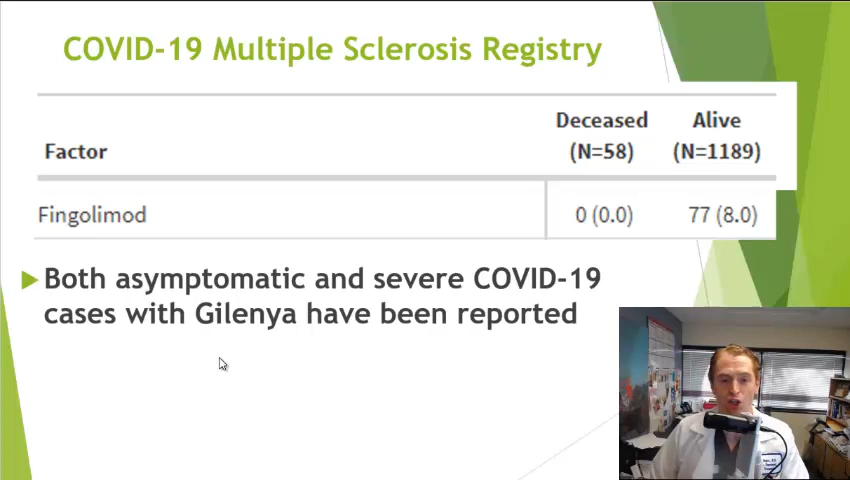 COVID-19 Multiple Sclerosis Registry
Deceased Alive
Factor (N=58) (N=1189)
Fingolimod 0 (0.0) 77 (8.0)
Both asymptomatic and severe COVID-19
cases with Gilenya have been reported